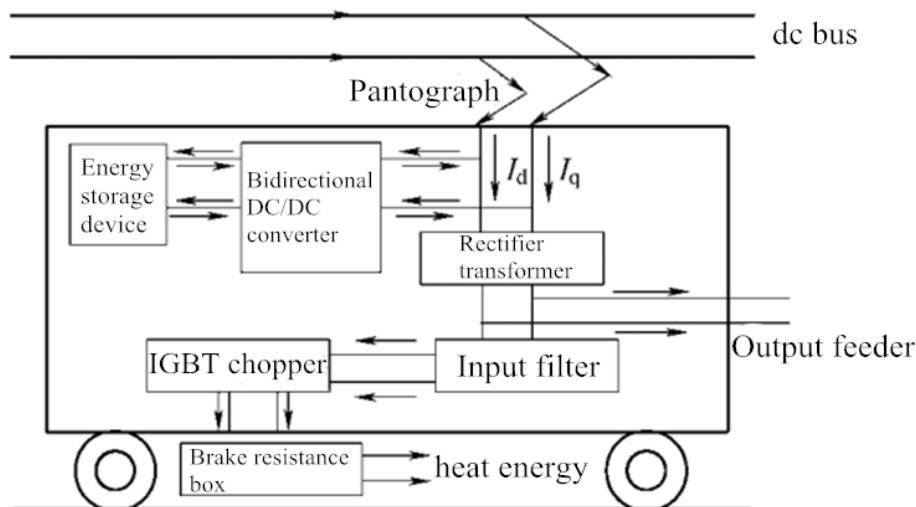 dc bus
Pantograph
Energy
storage
device
Bidirectional
DC/DC
converter
Id
Iq
Rectifier
transformer
IGBT chopper
Input filter
Output feeder
Brake resistance
box
heat energy